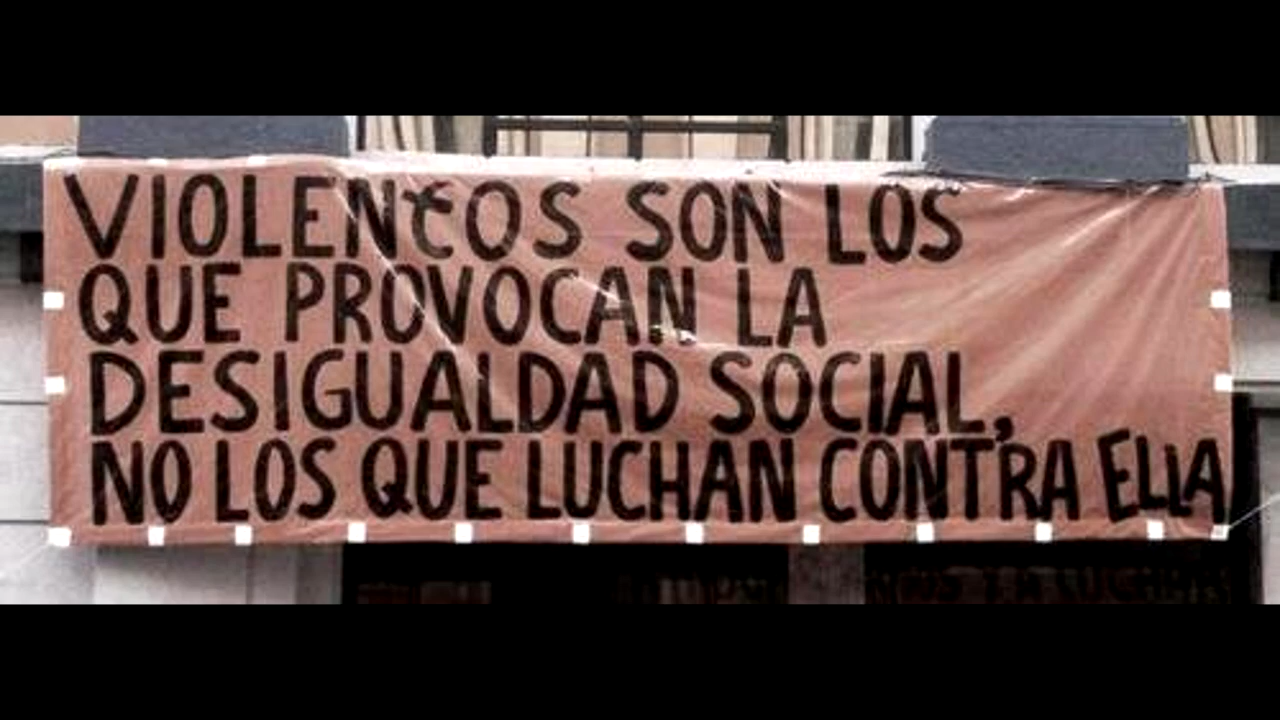 VIOLENtOS SON LOS
QUE PROVOCAN LA
DESIGUALDAD SOCIAL,
NO LOS QUE LUCHAN CONTRA ELLA